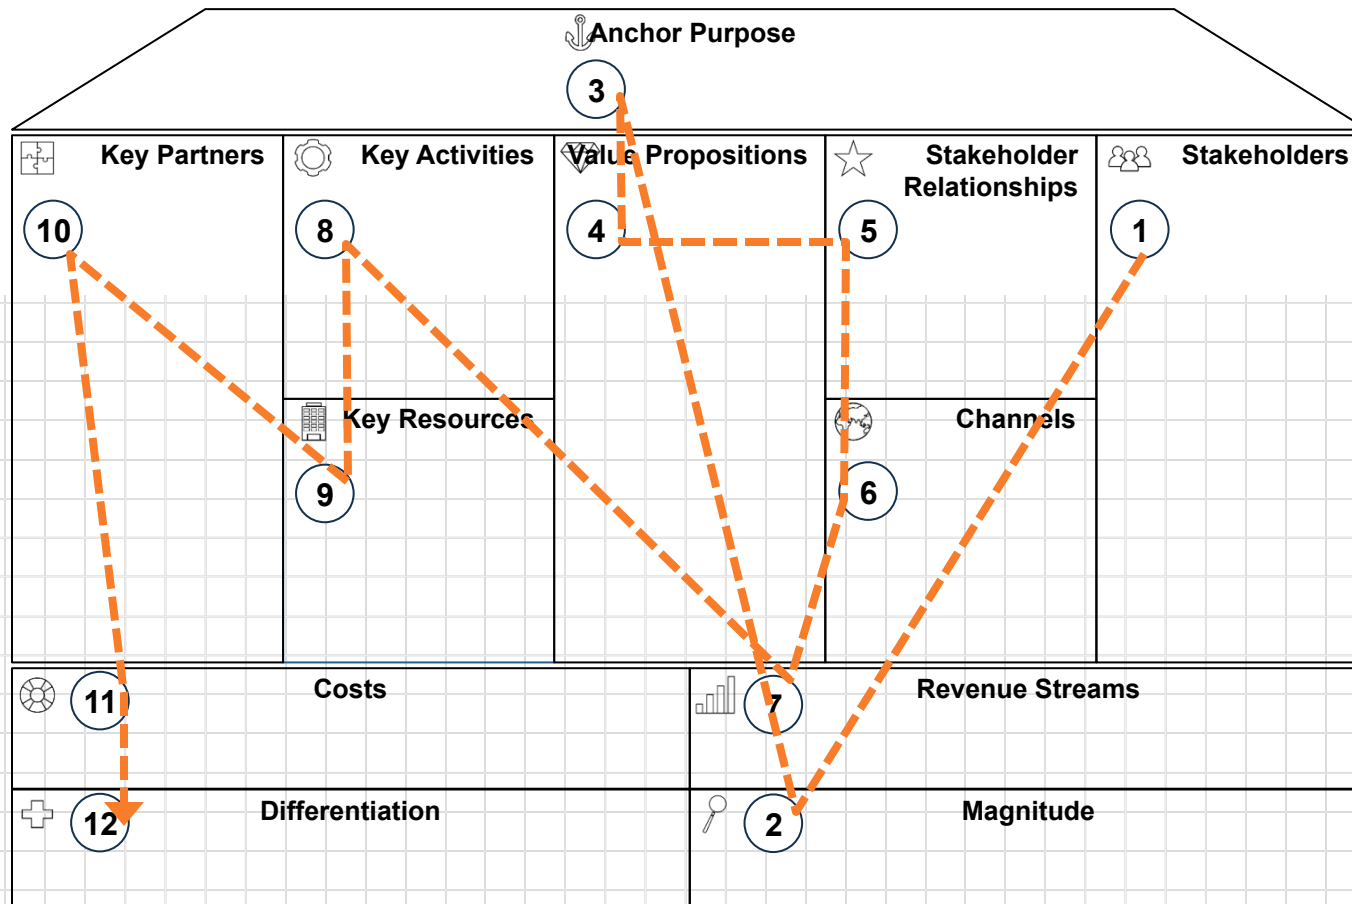 Anchor Purpose
3
Key Partners
Key Activities
Value Propositions
Stakeholder
Relationships
Stakeholders
10
8
4
5
1
Key Resources
Channels
9
6
11
Costs
7
Revenue Streams
12
Differentiation
2
Magnitude